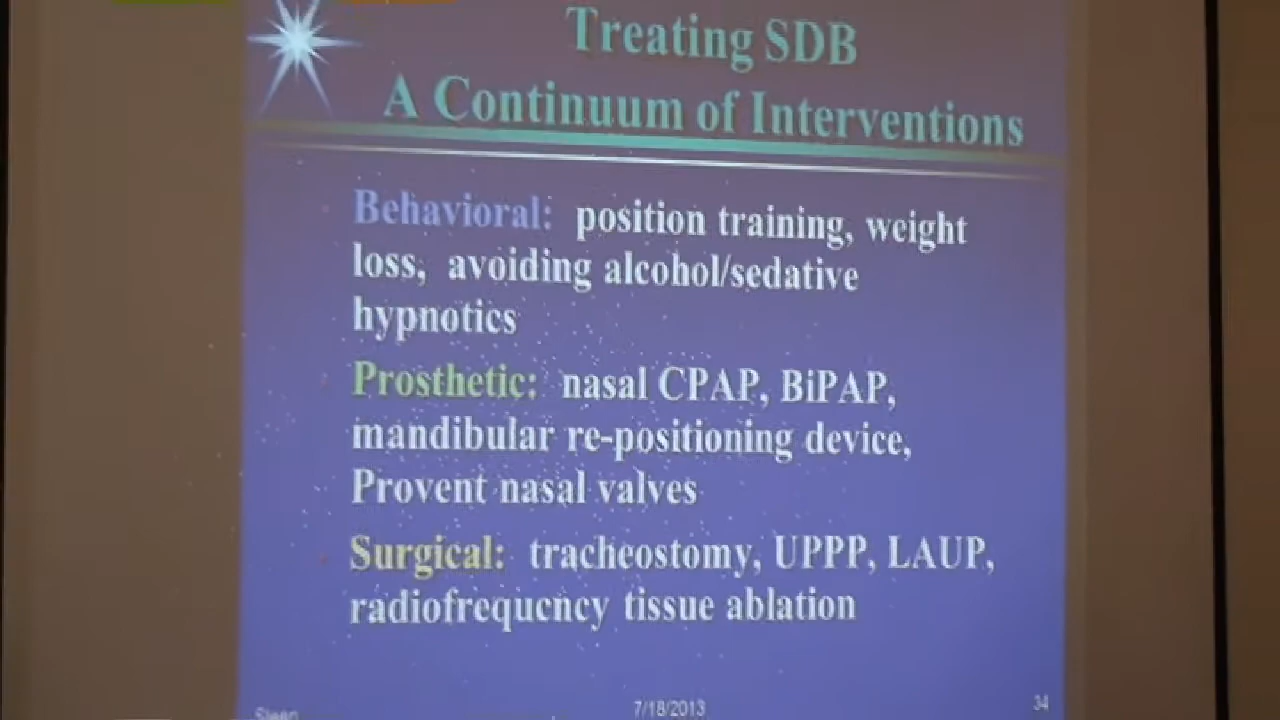 Treating SDB
A Continuum of Interventions
Behavioral: position training, weight
loss, avoiding alcohol/sedative
hypnotics
Prosthetic: nasal CPAP, BiPAP,
mandibular re-positioning device,
Provent nasal valves
Surgical: tracheostomy, UPPP, LAUP,
radiofrequency tissue ablation
Sleep
7/18/2013
34